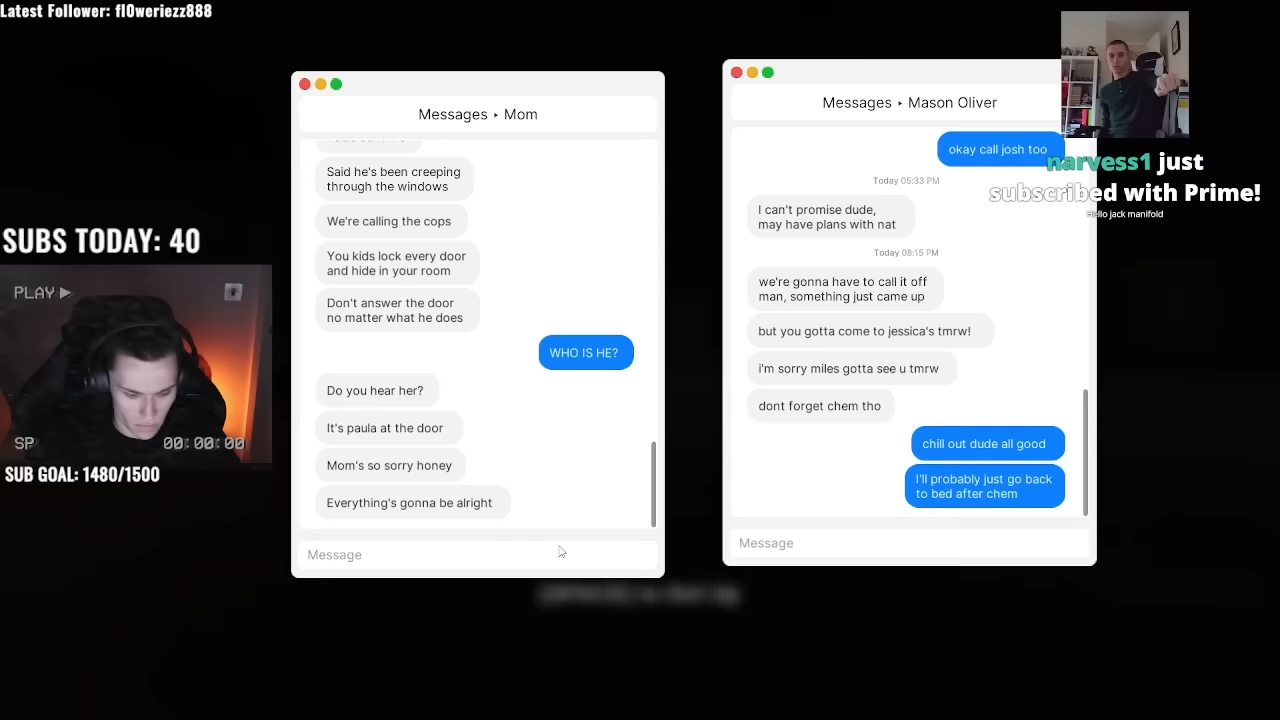 Latest Follower: fl0weriezz888
SUBS TODAY: 40
PLAY
SP
00:00:00
SUB GOAL: 1480/1500
Messages ‣ Mom
Said he's been creeping
through the windows
We're calling the cops
You kids lock every door
and hide in your room
Don't answer the door
no matter what he does
WHO IS HE?
Do you hear her?
It's paula at the door
Mom's so sorry honey
Everything's gonna be alright
Message
Messages ‣ Mason Oliver
okay call josh too
Today 05:33 PM
I can't promise dude,
may have plans with nat
Today 08:15 PM
we're gonna have to call it off
man, something just came up
but you gotta come to jessica's tmrw!
i'm sorry miles gotta see u tmrw
dont forget chem tho
chill out dude all good
I'll probably just go back
to bed after chem
Message
narvess1 just
subscribed with Prime!
Hello jack manifold